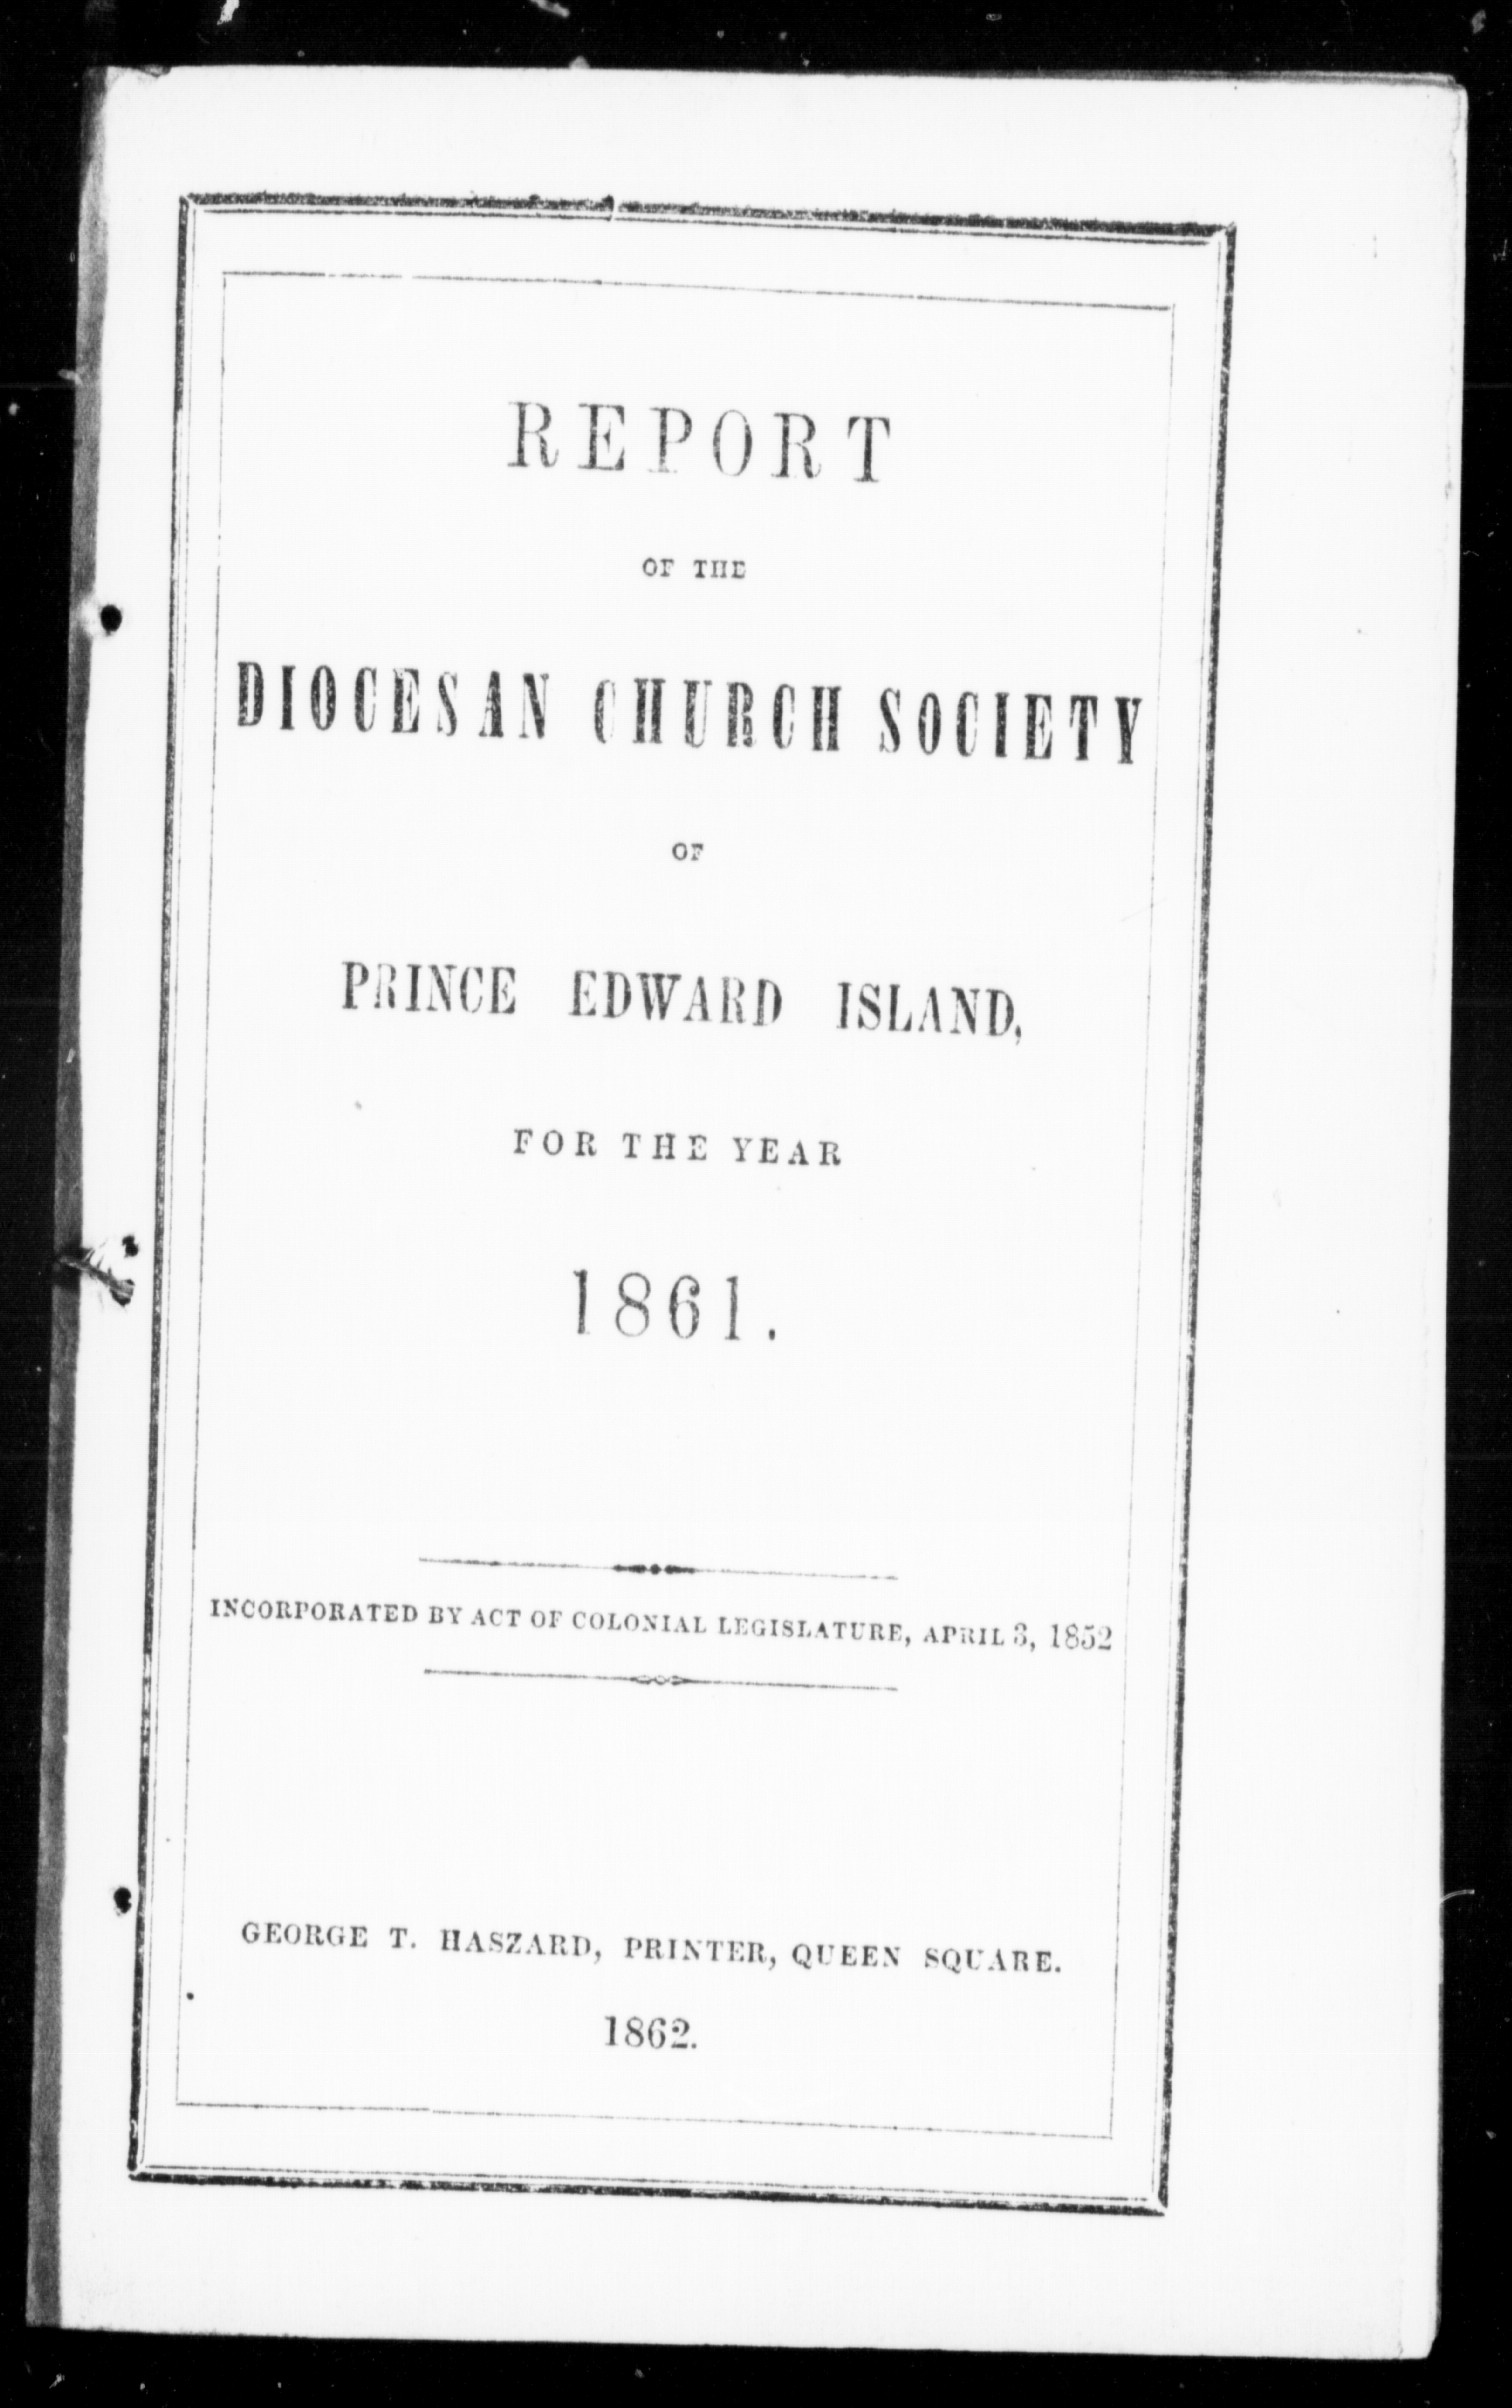 REPORT
OF THE
DIOCESAN CHURCH SOCIETY
OF
PRINCE EDWARD ISLAND,
FOR THE YEAR
1861.
INCORPORATED BY ACT OF COLONIAL LEGISLATURE, APRIL 3, 1852
GEORGE T. HASZARD, PRINTER, QUEEN SQUARE.
1862.